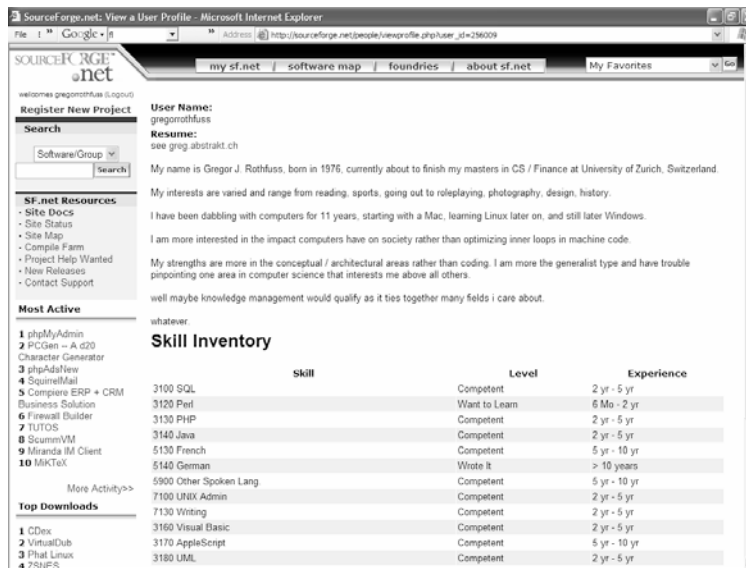 SourceForge.net: View a User Profile - Microsoft Internet Explorer
File Google Address http://sourceforge.net/people/viewprofile.php?user_id=256009
SOURCEFORGE™
.net
my sf.net software map foundries about sf.net My Favorites Go
welcomes gregorrothfuss (Logout)
Register New Project
Search
Software/Group
Search
SF.net Resources
· Site Docs
· Site Status
· Site Map
· Compile Farm
· Project Help Wanted
· New Releases
· Contact Support
Most Active
1 phpMyAdmin
2 PCGen -- A d20
Character Generator
3 phpAdsNew
4 SquirrelMail
5 Compiere ERP + CRM
Business Solution
6 Firewall Builder
7 TUTOS
8 ScummVM
9 Miranda IM Client
10 MiKTeX
More Activity>>
Top Downloads
1 CDex
2 VirtualDub
3 Phat Linux
4 ZSNES
User Name:
gregorrothfuss
Resume:
see greg.abstrakt.ch
My name is Gregor J. Rothfuss, born in 1976, currently about to finish my masters in CS / Finance at University of Zurich, Switzerland.
My interests are varied and range from reading, sports, going out to roleplaying, photography, design, history.
I have been dabbling with computers for 11 years, starting with a Mac, learning Linux later on, and still later Windows.
I am more interested in the impact computers have on society rather than optimizing inner loops in machine code.
My strengths are more in the conceptual / architectural areas rather than coding. I am more the generalist type and have trouble
pinpointing one area in computer science that interests me above all others.
well maybe knowledge management would qualify as it ties together many fields i care about.
whatever.
Skill Inventory
Skill Level Experience
3100 SQL Competent 2 yr - 5 yr
3120 Perl Want to Learn 6 Mo - 2 yr
3130 PHP Competent 2 yr - 5 yr
3140 Java Competent 2 yr - 5 yr
5130 French Competent 5 yr - 10 yr
5140 German Wrote It > 10 years
5900 Other Spoken Lang. Competent 5 yr - 10 yr
7100 UNIX Admin Competent 2 yr - 5 yr
7130 Writing Competent 2 yr - 5 yr
3160 Visual Basic Competent 2 yr - 5 yr
3170 AppleScript Competent 5 yr - 10 yr
3180 UML Competent 2 yr - 5 yr